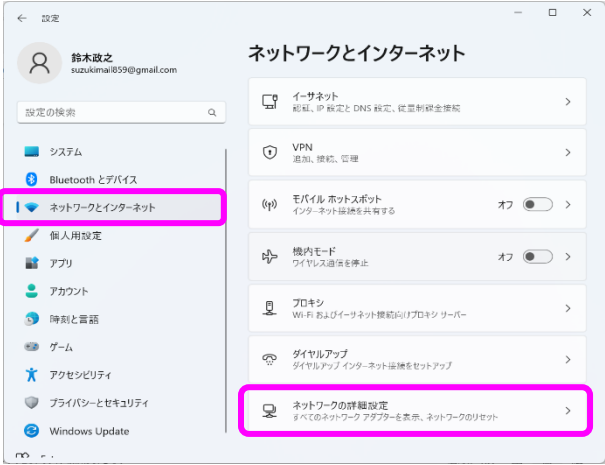 ← 設定
鈴木政之
suzukimail859@gmail.com
設定の検索
システム
Bluetooth とデバイス
ネットワークとインターネット
個人用設定
アプリ
アカウント
時刻と言語
ゲーム
アクセシビリティ
プライバシーとセキュリティ
Windows Update
ネットワークとインターネット
イーサネット
認証、IP 設定と DNS 設定、従量制課金接続
VPN
追加、接続、管理
モバイル ホットスポット
インターネット接続を共有する
オフ
機内モード
ワイヤレス通信を停止
オフ
プロキシ
Wi-Fi およびイーサネット接続向けプロキシ サーバー
ダイヤルアップ
ダイヤルアップ インターネット接続をセットアップ
ネットワークの詳細設定
すべてのネットワーク アダプターを表示、ネットワークのリセット